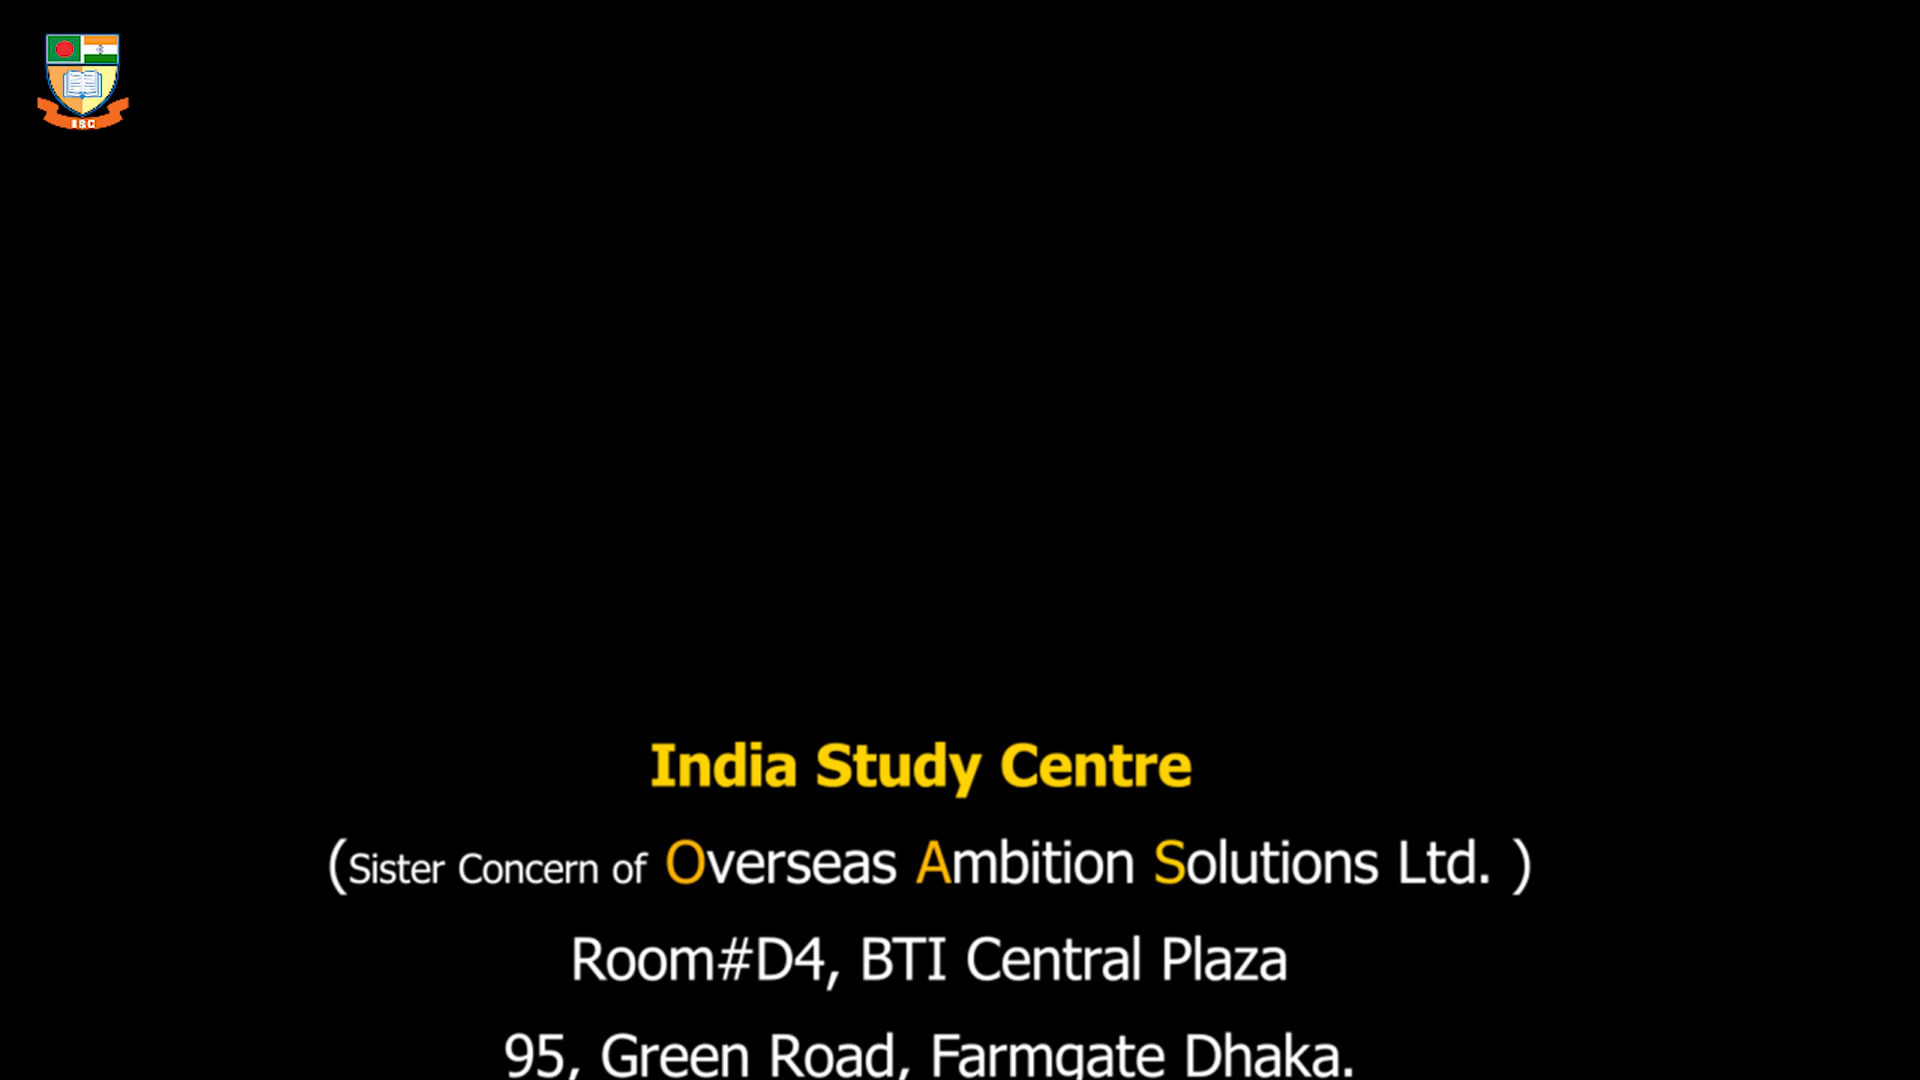 ISC
India Study Centre
(Sister Concern of Overseas Ambition Solutions Ltd. )
Room#D4, BTI Central Plaza
95, Green Road, Farmgate Dhaka.